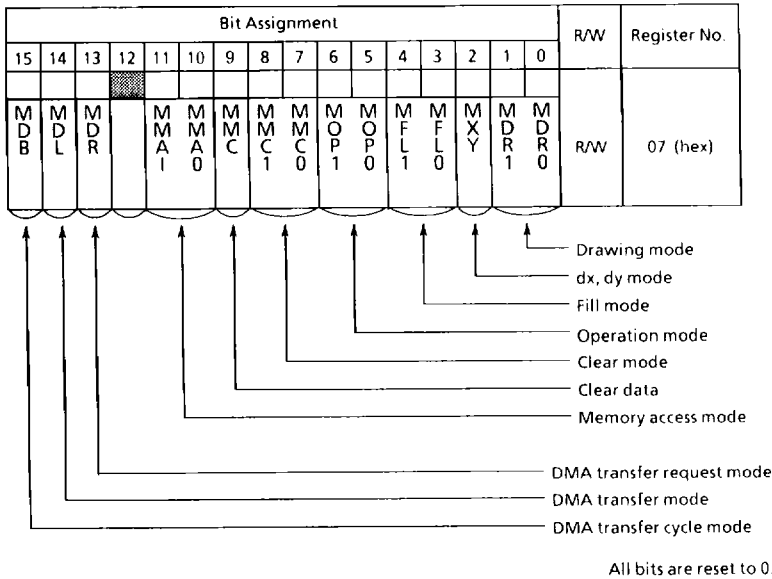 Bit Assignment R/W Register No.
15 14 13 12 11 10 9 8 7 6 5 4 3 2 1 0
MDB MDL MDR MMAI MMA0 MMC MMC1 MMC0 MOP1 MOP0 MFL1 MFL0 MXY MDR1 MDR0 R/W 07 (hex)
Drawing mode
dx, dy mode
Fill mode
Operation mode
Clear mode
Clear data
Memory access mode
DMA transfer request mode
DMA transfer mode
DMA transfer cycle mode
All bits are reset to 0.